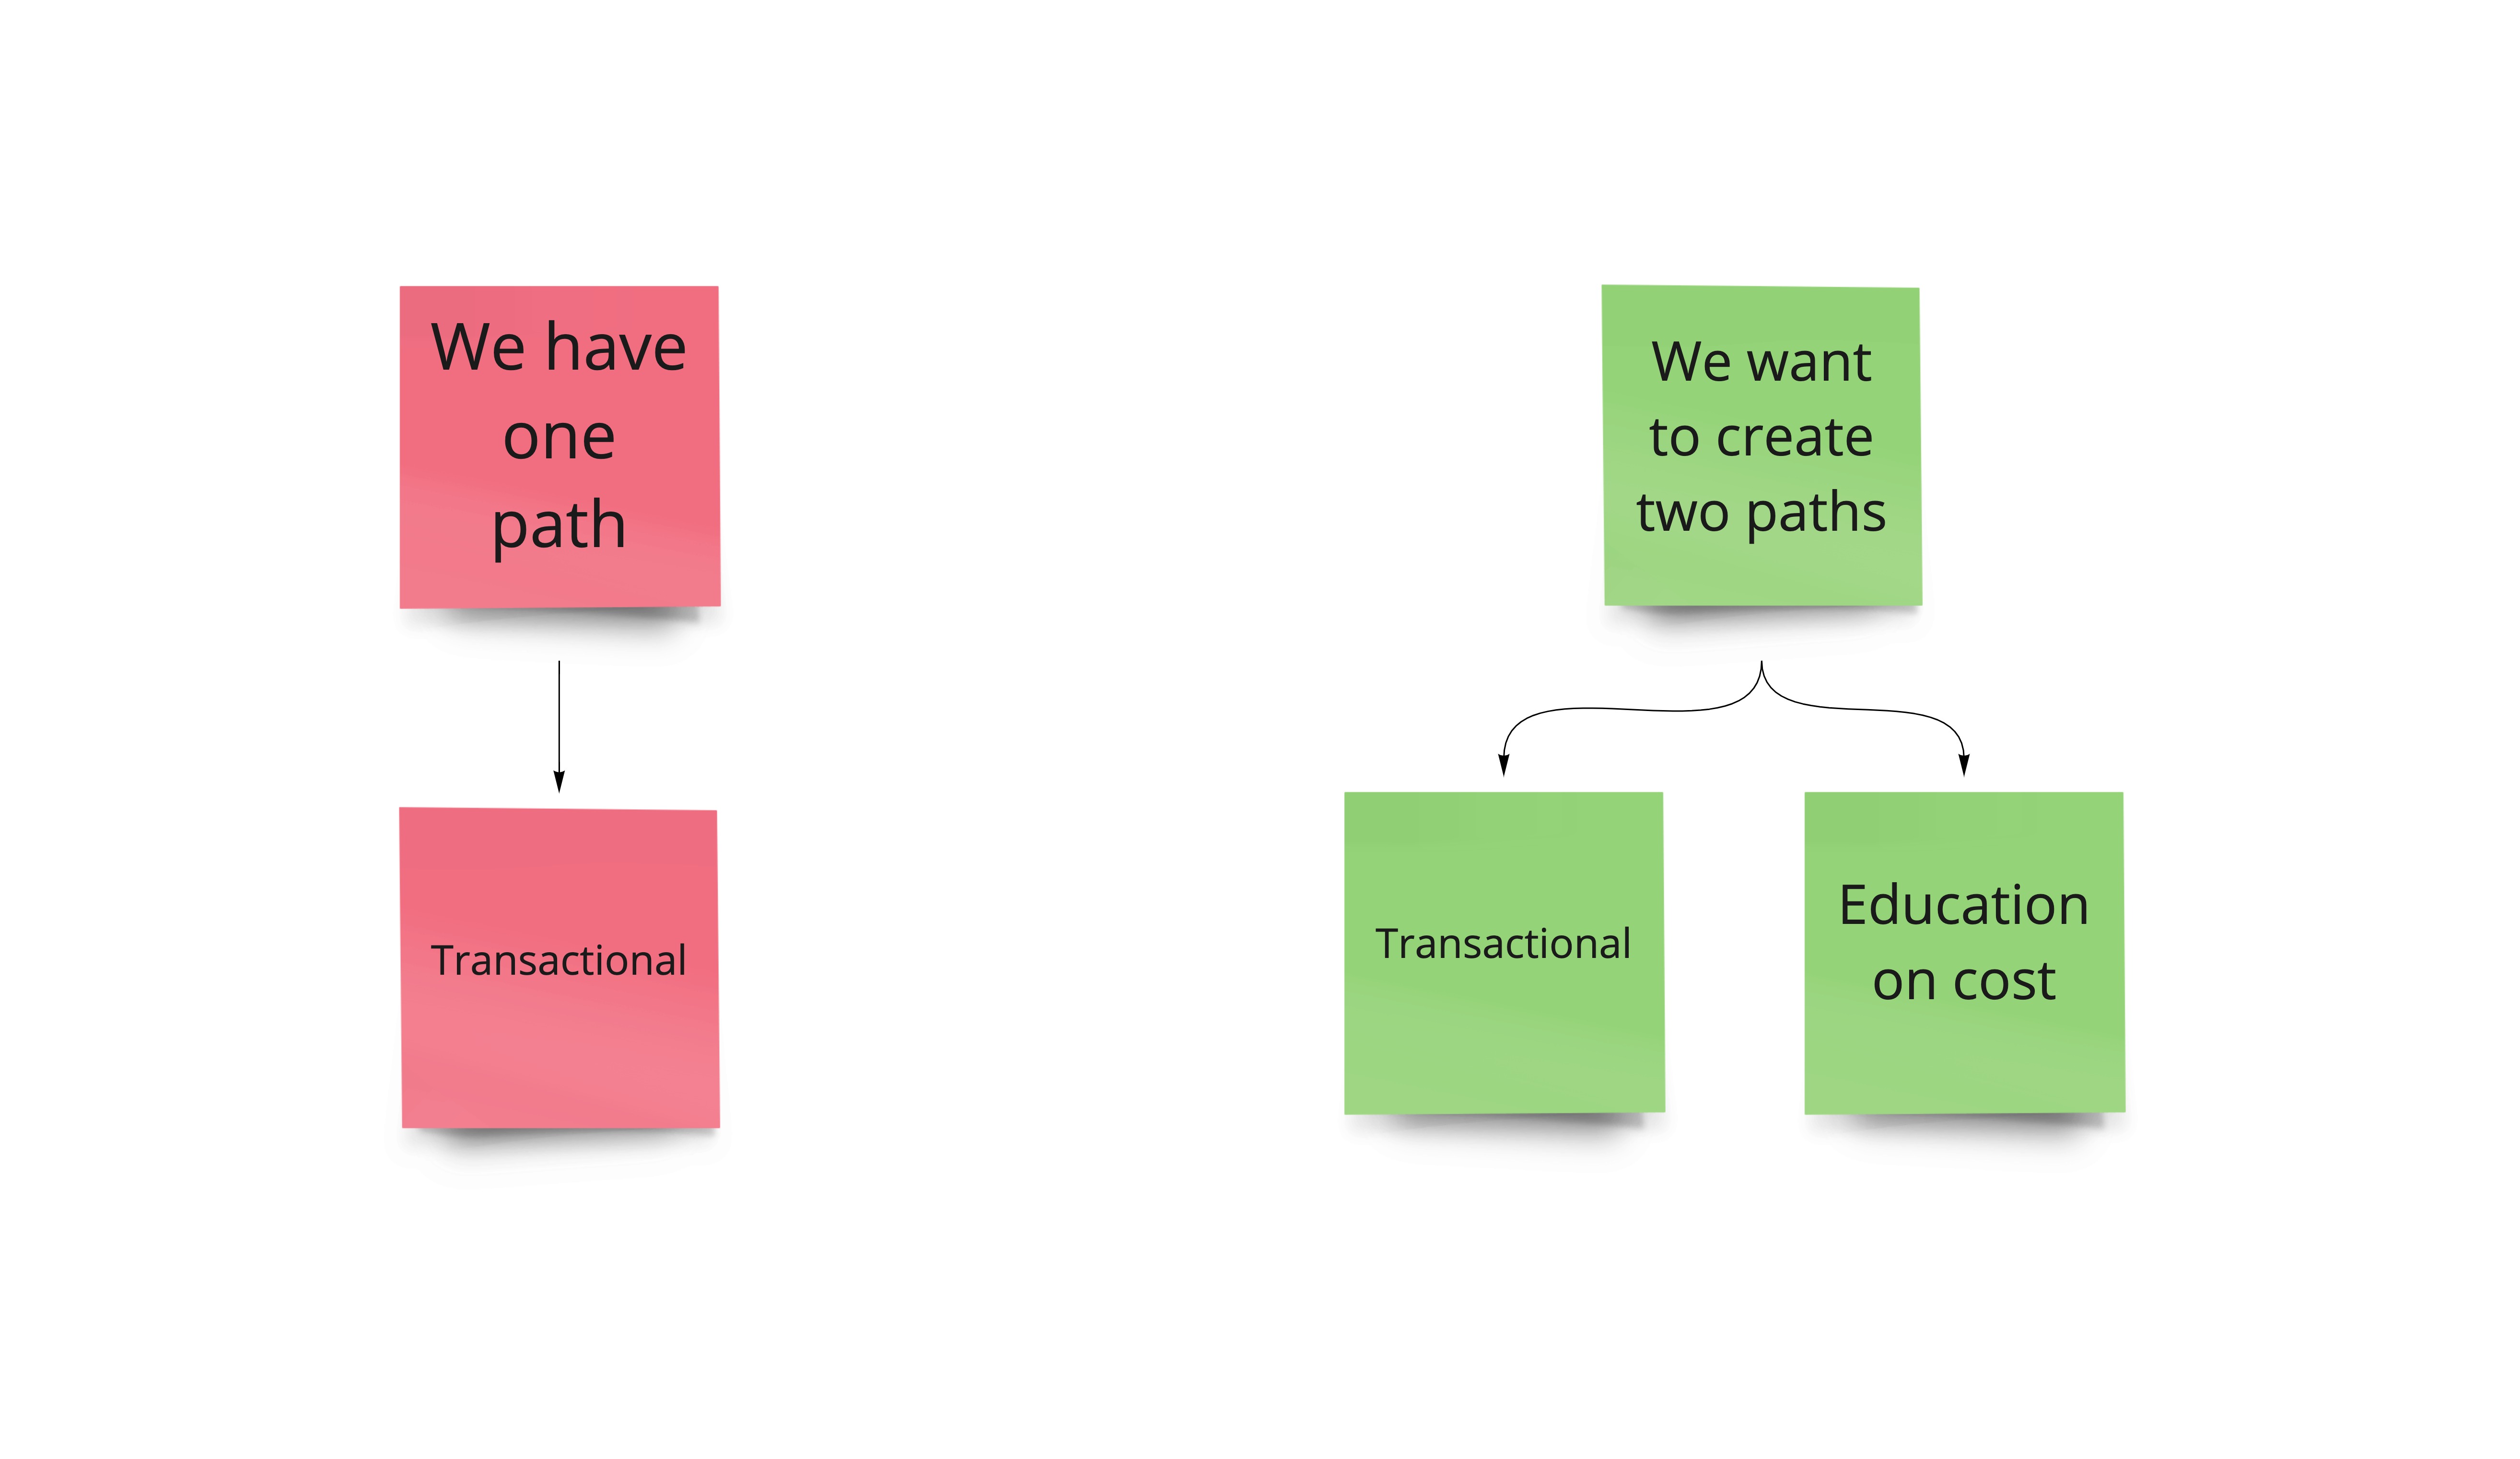 We have
one
path
Transactional
We want
to create
two paths
Transactional
Education
on cost